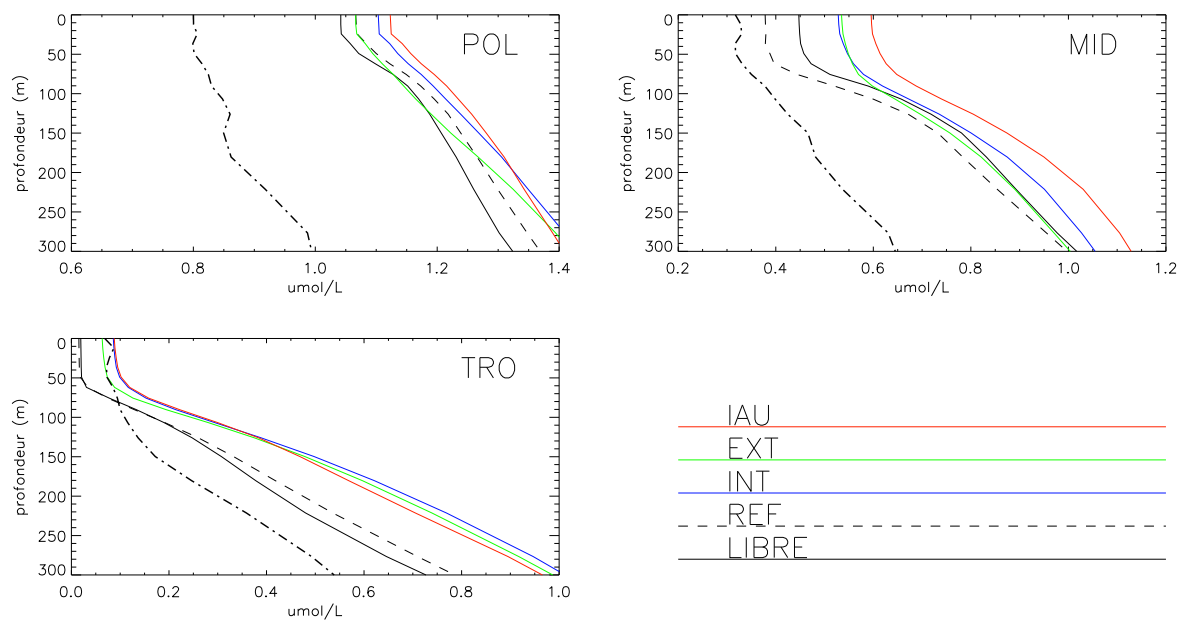 POL
profondeur (m)
0
50
100
150
200
250
300
0.6 0.8 1.0 1.2 1.4
umol/L
MID
profondeur (m)
0
50
100
150
200
250
300
0.2 0.4 0.6 0.8 1.0 1.2
umol/L
TRO
profondeur (m)
0
50
100
150
200
250
300
0.0 0.2 0.4 0.6 0.8 1.0
umol/L
IAU
EXT
INT
REF
LIBRE